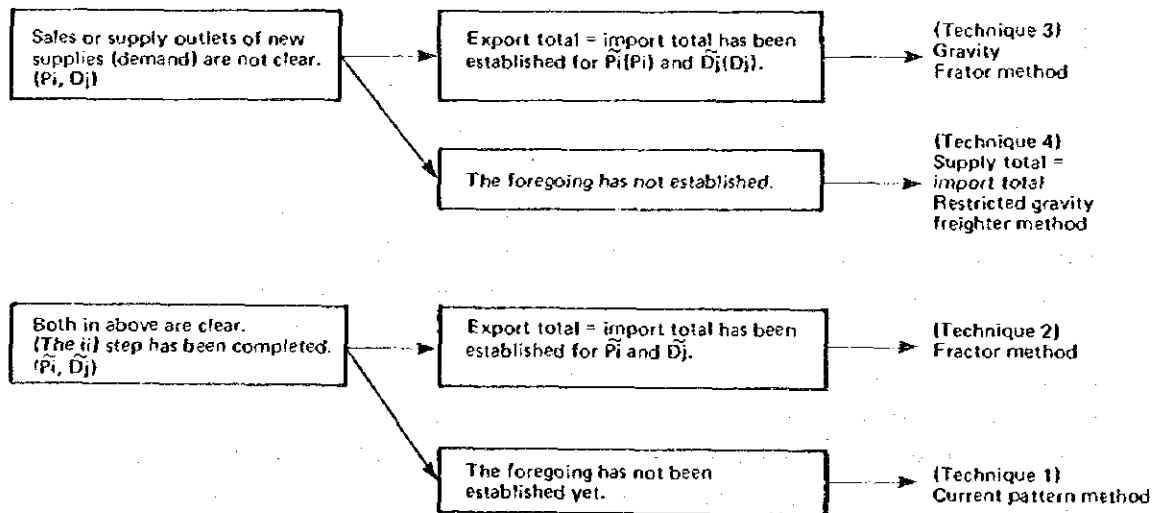 Sales or supply outlets of new
supplies (demand) are not clear.
(Pi, Dj)
Export total = import total has been
established for P̃i(Pi) and D̃j(Dj).
(Technique 3)
Gravity
Frator method
The foregoing has not established.
(Technique 4)
Supply total =
import total
Restricted gravity
freighter method
Both in above are clear.
(The ii) step has been completed.
(P̃i, D̃j)
Export total = import total has been
established for P̃i and D̃j.
(Technique 2)
Fractor method
The foregoing has not been
established yet.
(Technique 1)
Current pattern method